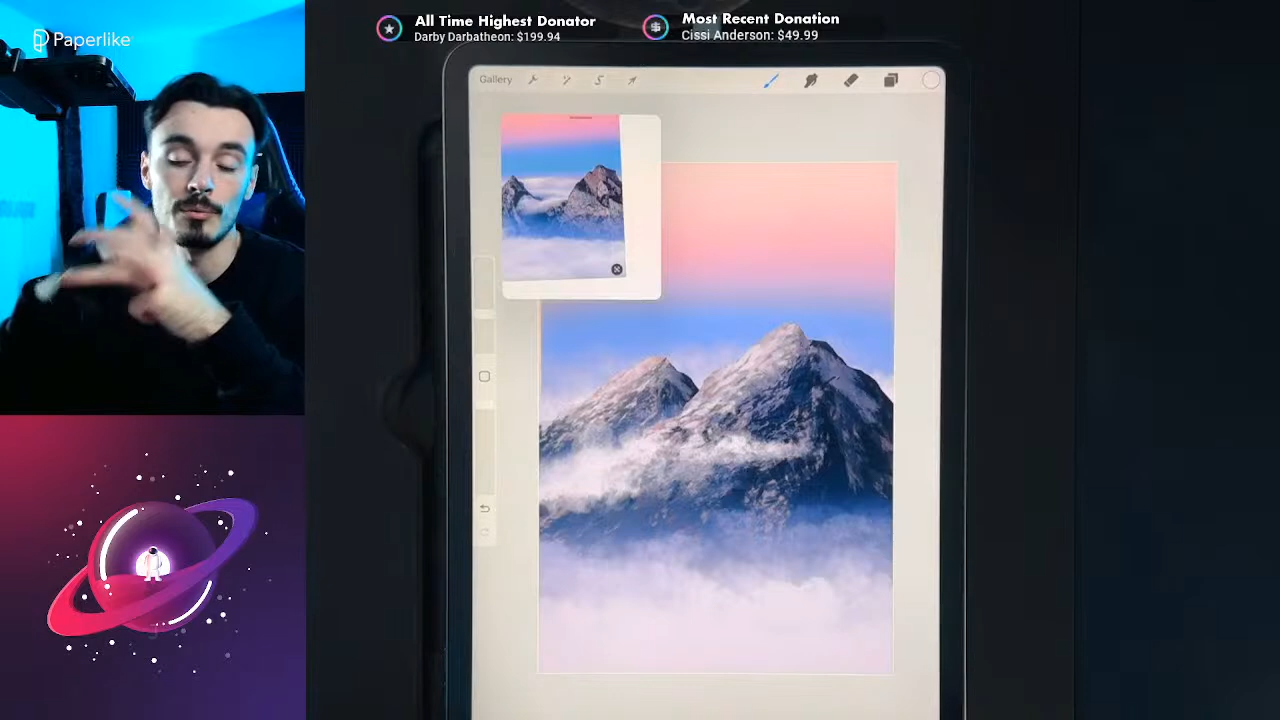 Paperlike
All Time Highest Donator
Darby Darbatheon: $199.94
Most Recent Donation
Cissi Anderson: $49.99
Gallery